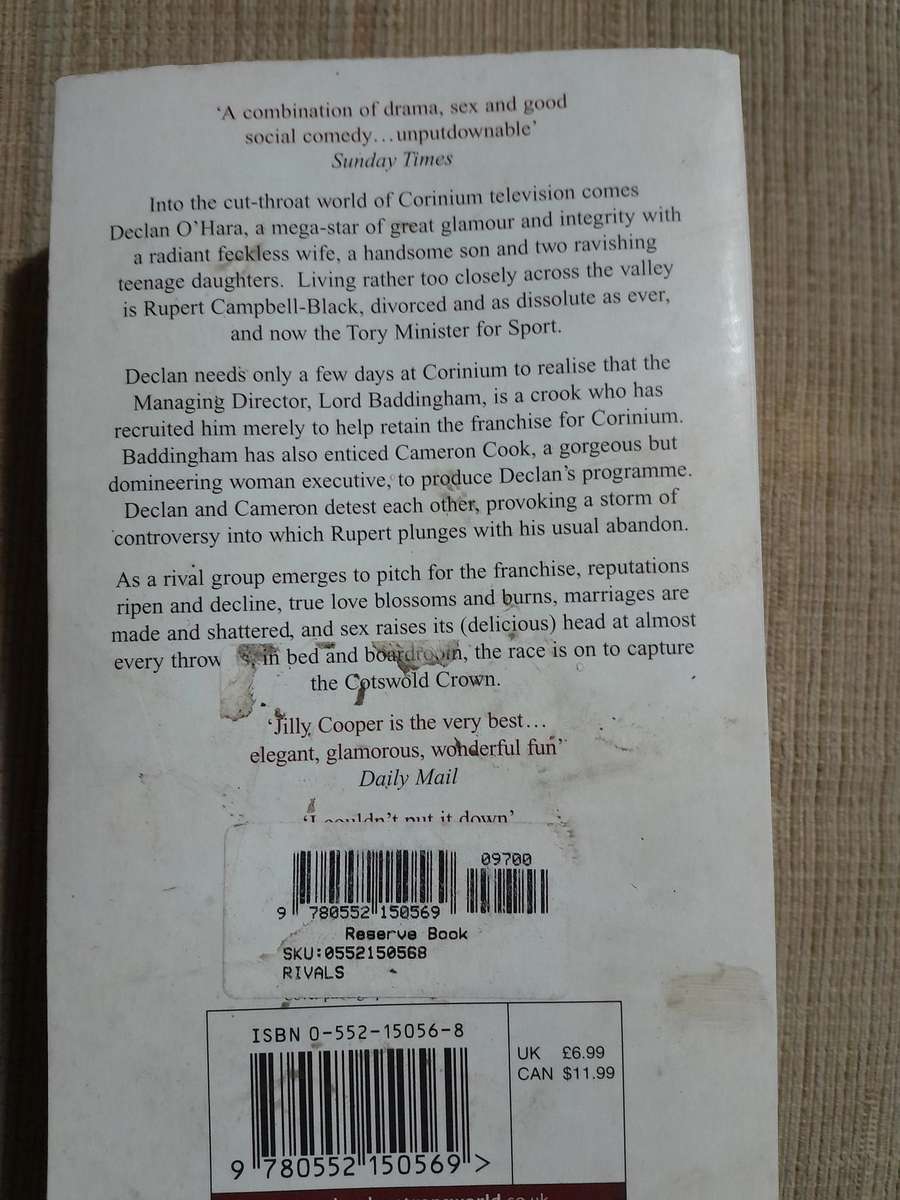 ‘A combination of drama, sex and good
social comedy...unputdownable’
Sunday Times
Into the cut-throat world of Corinium television comes
Declan O’Hara, a mega-star of great glamour and integrity with
a radiant feckless wife, a handsome son and two ravishing
teenage daughters. Living rather too closely across the valley
is Rupert Campbell-Black, divorced and as dissolute as ever,
and now the Tory Minister for Sport.
Declan needs only a few days at Corinium to realise that the
Managing Director, Lord Baddingham, is a crook who has
recruited him merely to help retain the franchise for Corinium.
Baddingham has also enticed Cameron Cook, a gorgeous but
domineering woman executive, to produce Declan’s programme.
Declan and Cameron detest each other, provoking a storm of
controversy into which Rupert plunges with his usual abandon.
As a rival group emerges to pitch for the franchise, reputations
ripen and decline, true love blossoms and burns, marriages are
made and shattered, and sex raises its (delicious) head at almost
every throw in bed and boardroom, the race is on to capture
the Cotswold Crown.
‘Jilly Cooper is the very best...
elegant, glamorous, wonderful fun’
Daily Mail
‘I couldn’t put it down’
09700
9 780552 150569
Reserve Book
SKU:0552150568
RIVALS
ISBN 0-552-15056-8
UK £6.99
CAN $11.99
9 780552 150569 >